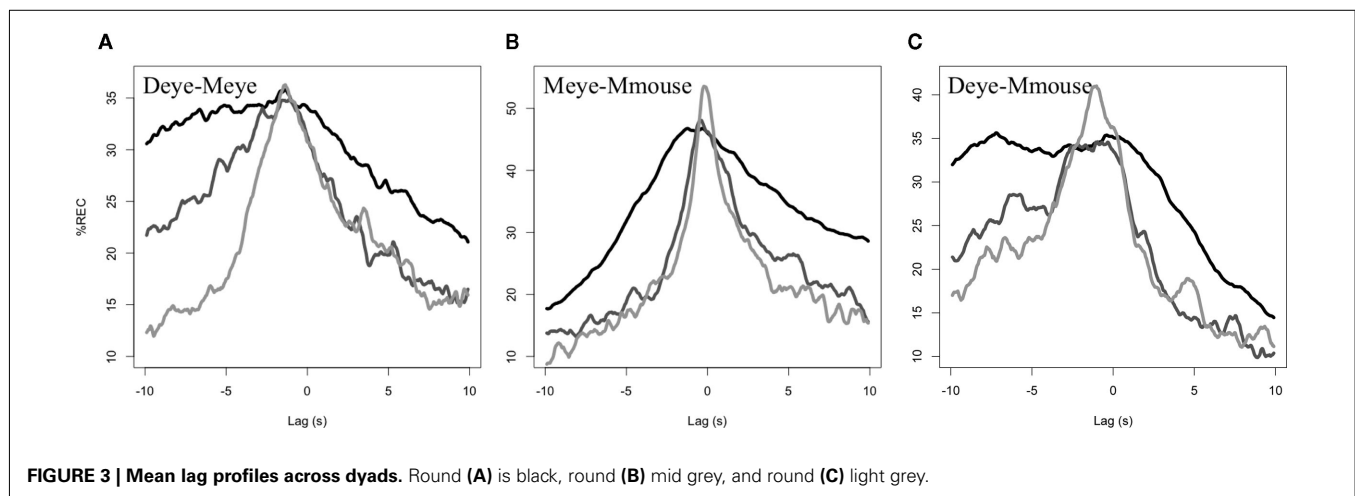 A
B
C
Deye-Meye
Meye-Mmouse
Deye-Mmouse
%REC
35
30
25
20
15
10
-10 -5 0 5 10
Lag (s)
50
40
30
20
10
-10 -5 0 5 10
Lag (s)
40
35
30
25
20
15
10
-10 -5 0 5 10
Lag (s)
FIGURE 3 | Mean lag profiles across dyads. Round (A) is black, round (B) mid grey, and round (C) light grey.